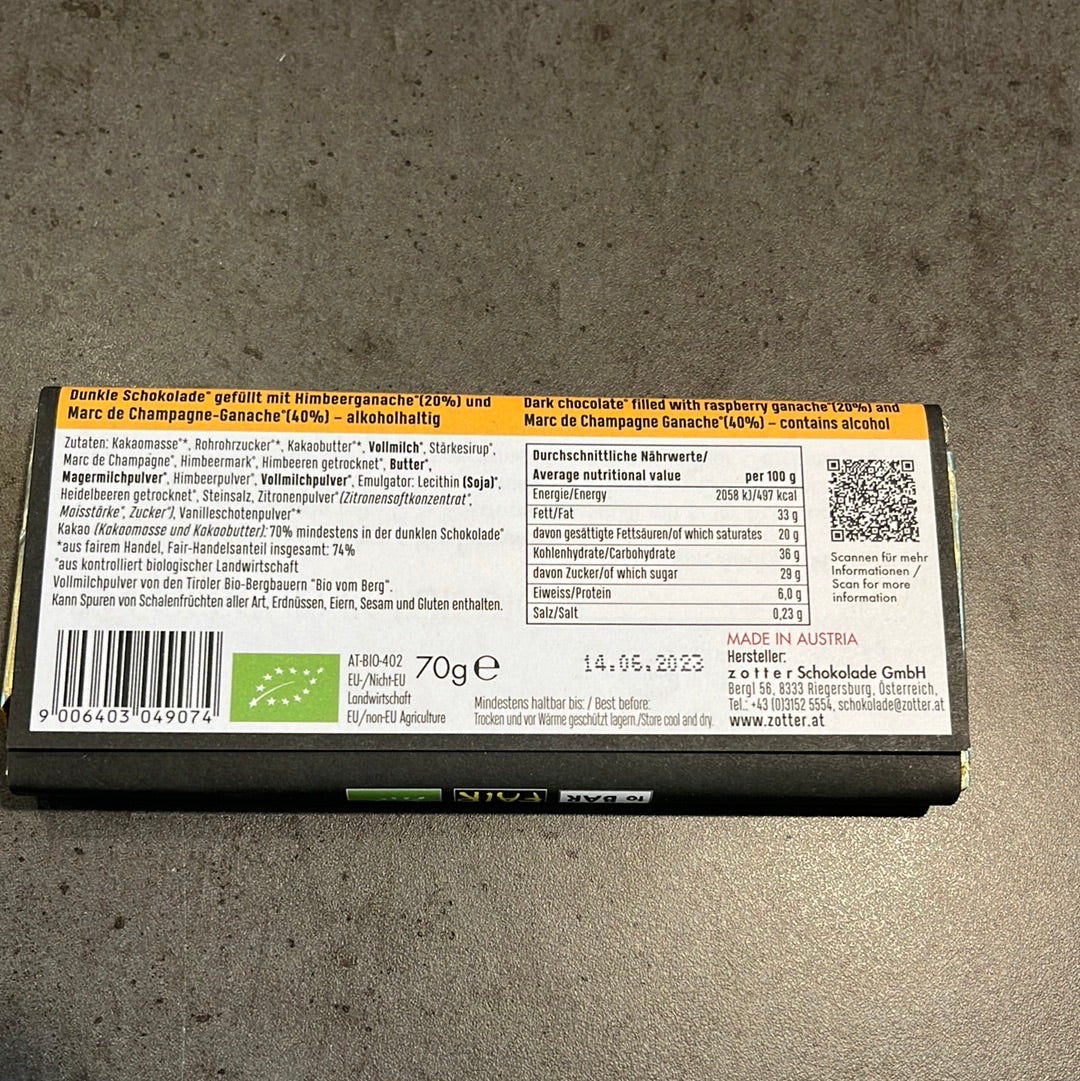 Dunkle Schokolade° gefüllt mit Himbeerganache°(20%) und
Marc de Champagne-Ganache°(40%) – alkoholhaltig
Zutaten: Kakaomasse°*, Rohrohrzucker°*, Kakaobutter°*, Vollmilch°, Stärkesirup°,
Marc de Champagne°, Himbeermark°, Himbeeren getrocknet°, Butter°,
Magermilchpulver°, Himbeerpulver°, Vollmilchpulver°, Emulgator: Lecithin (Soja)°,
Heidelbeeren getrocknet°, Steinsalz, Zitronenpulver° (Zitronensaftkonzentrat°,
Maisstärke°, Zucker°), Vanilleschotenpulver°*
Kakao (Kakaomasse und Kakaobutter): 70% mindestens in der dunklen Schokolade°
*aus fairem Handel, Fair-Handelsanteil insgesamt: 74%
°aus kontrolliert biologischer Landwirtschaft
Vollmilchpulver von den Tiroler Bio-Bergbauern "Bio vom Berg".
Kann Spuren von Schalenfrüchten aller Art, Erdnüssen, Eiern, Sesam und Gluten enthalten.
9 006403 049074
AT-BIO-402
EU-/Nicht-EU
Landwirtschaft
EU/non-EU Agriculture
70g e
Dark chocolate° filled with raspberry ganache°(20%) and
Marc de Champagne Ganache°(40%) – contains alcohol
Durchschnittliche Nährwerte/
Average nutritional value per 100 g
Energie/Energy 2058 kJ/497 kcal
Fett/Fat 33 g
davon gesättigte Fettsäuren/of which saturates 20 g
Kohlenhydrate/Carbohydrate 36 g
davon Zucker/of which sugar 29 g
Eiweiss/Protein 6,0 g
Salz/Salt 0,23 g
Scannen für mehr
Informationen /
Scan for more
information
14.06.2023
Mindestens haltbar bis: / Best before:
Trocken und vor Wärme geschützt lagern./Store cool and dry.
MADE IN AUSTRIA
Hersteller:
zotter Schokolade GmbH
Bergl 56, 8333 Riegersburg, Österreich,
Tel.: +43 (0)3152 5554, schokolade@zotter.at
www.zotter.at
FAIR
TO BAR